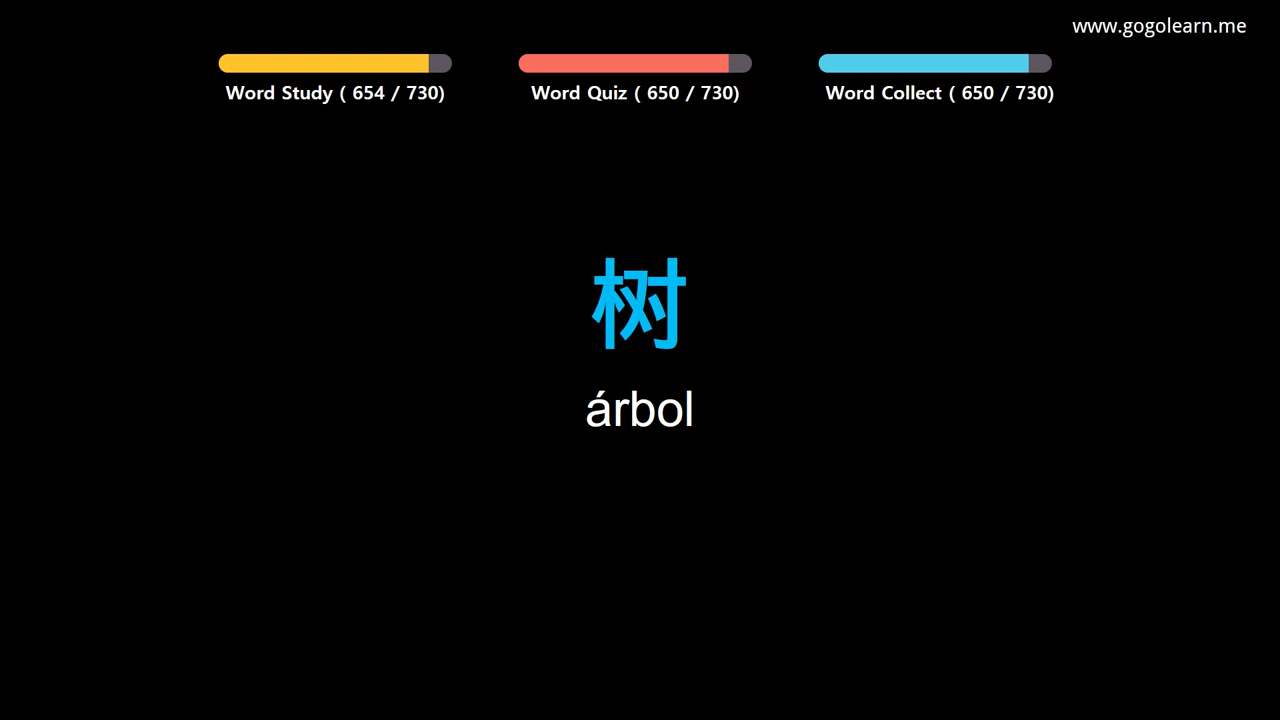 www.gogolearn.me
Word Study ( 654 / 730)
Word Quiz ( 650 / 730)
Word Collect ( 650 / 730)
树
árbol